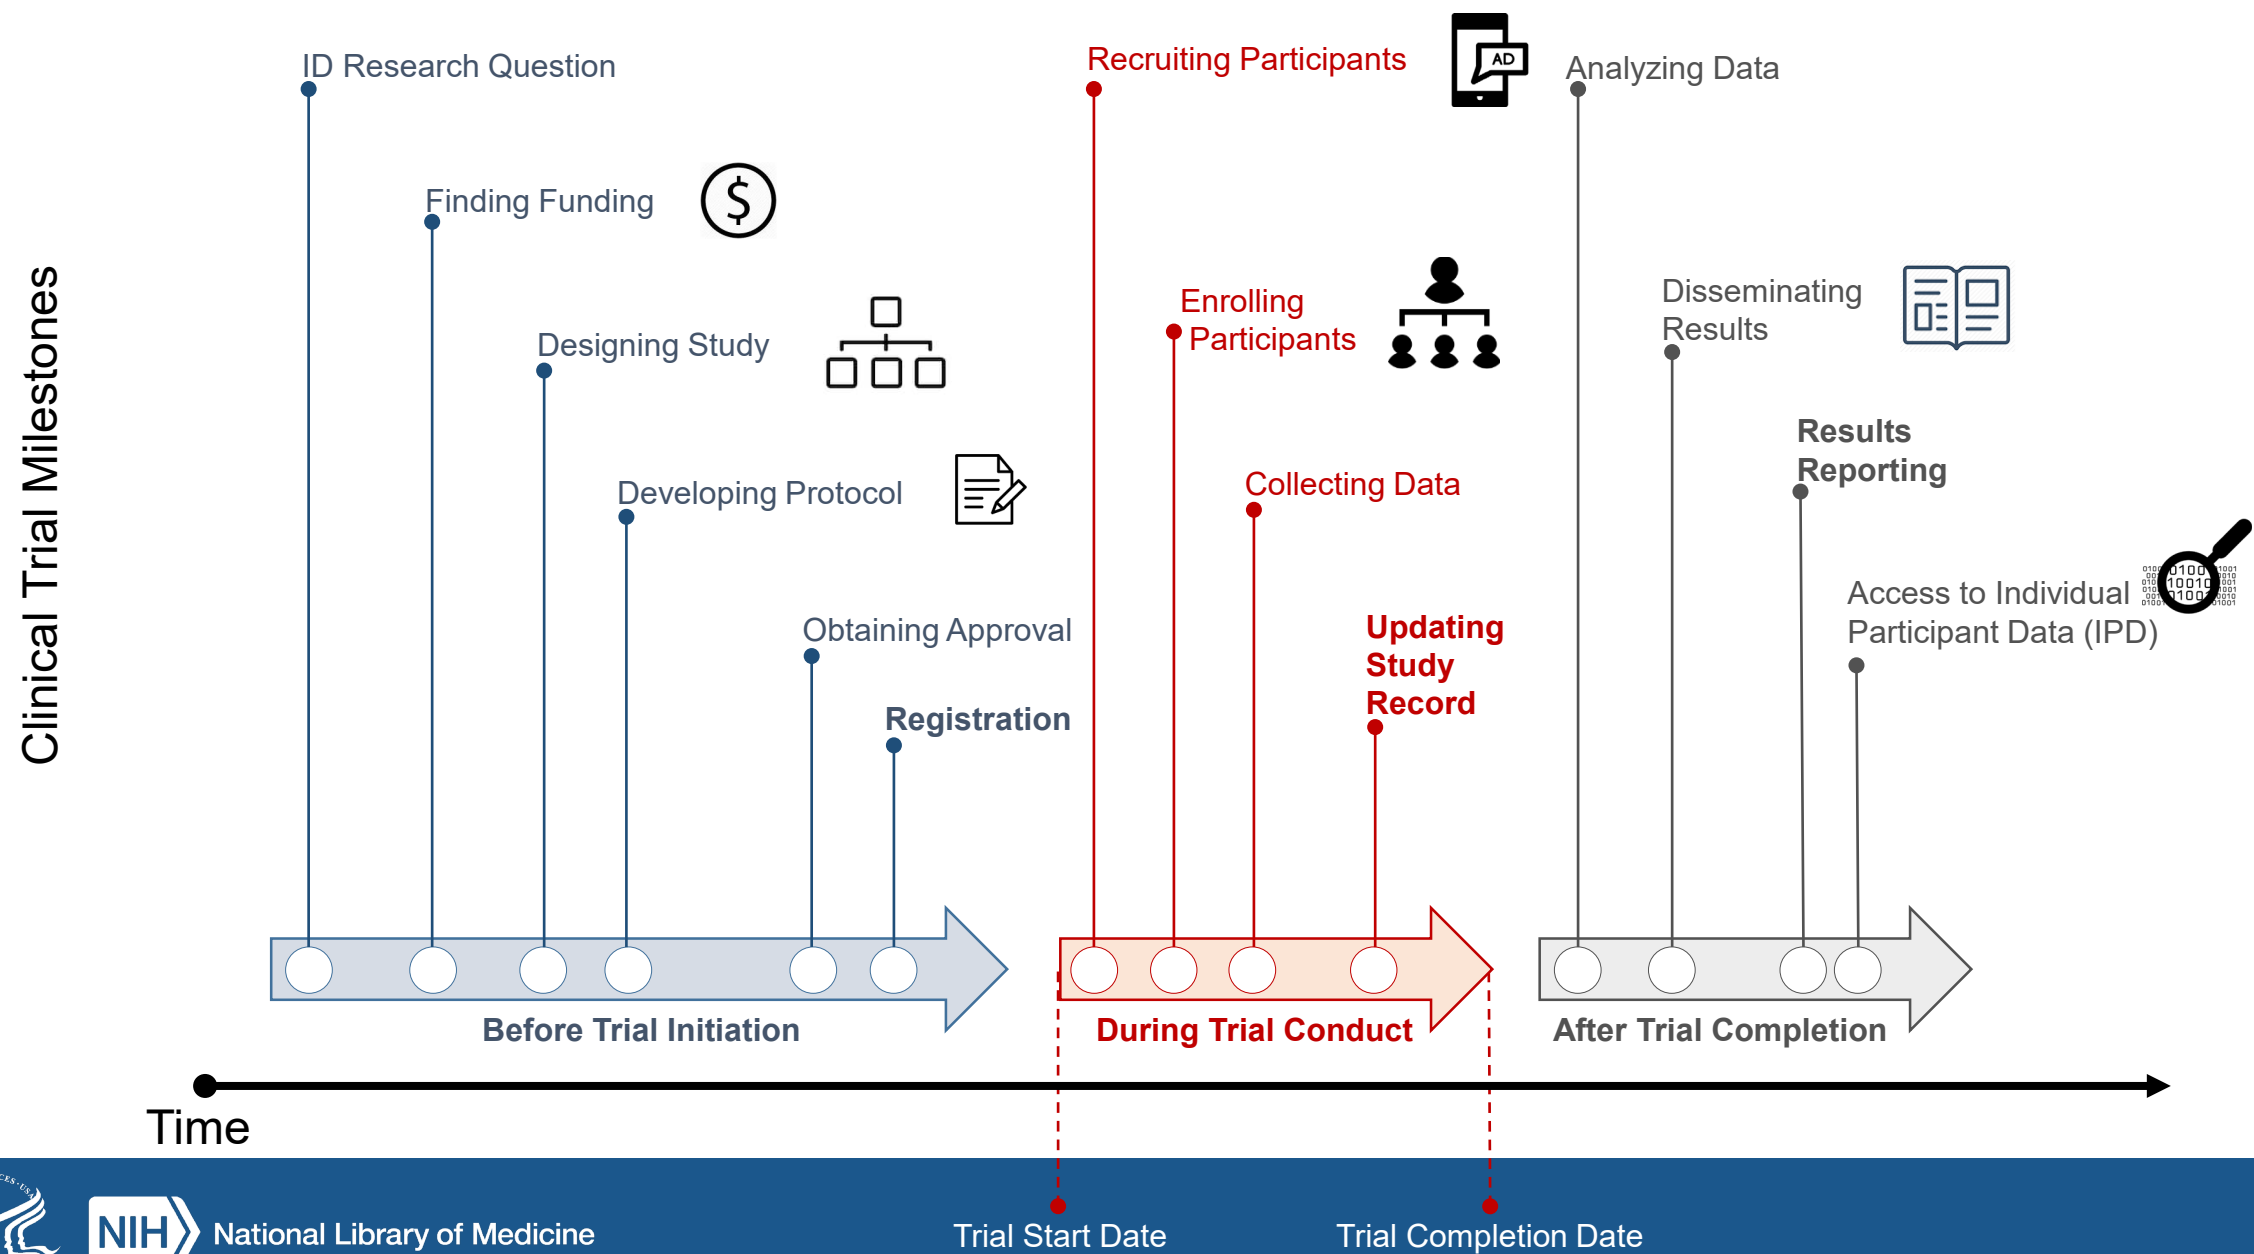 ID Research Question
Recruiting Participants
AD
Analyzing Data
Finding Funding
$
Clinical Trial Milestones
Designing Study
Enrolling
Participants
Disseminating
Results
Developing Protocol
Collecting Data
Results
Reporting
Obtaining Approval
Updating
Study
Record
Access to Individual
Participant Data (IPD)
Registration
Before Trial Initiation
During Trial Conduct
After Trial Completion
Time
NIH
National Library of Medicine
Trial Start Date
Trial Completion Date